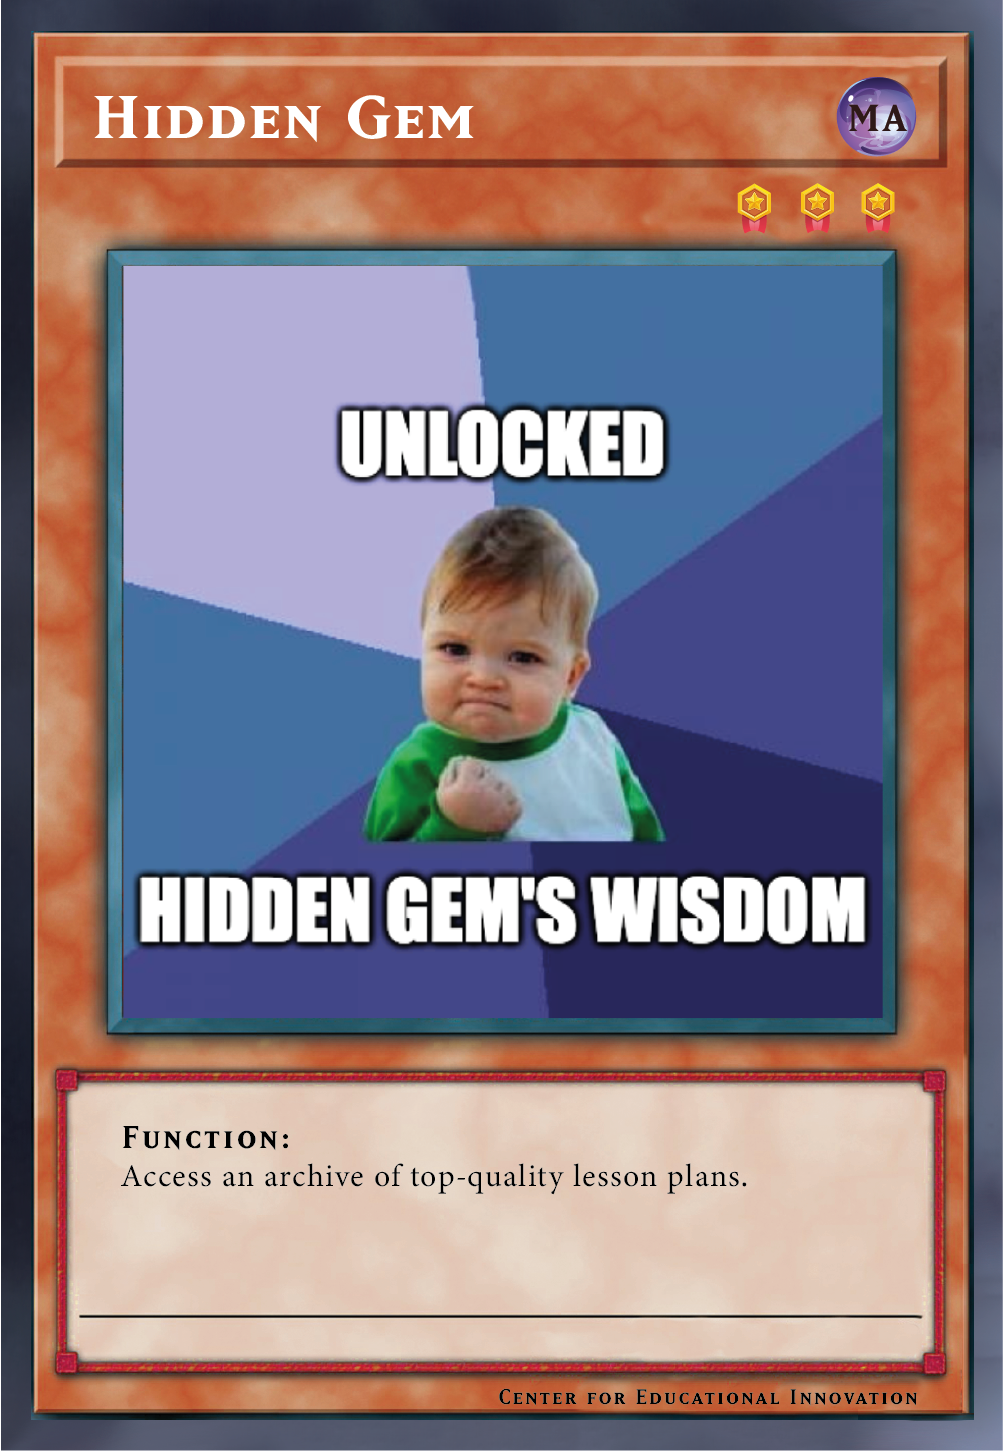 HIDDEN GEM
MA
UNLOCKED
HIDDEN GEM'S WISDOM
FUNCTION:
Access an archive of top-quality lesson plans.
CENTER FOR EDUCATIONAL INNOVATION